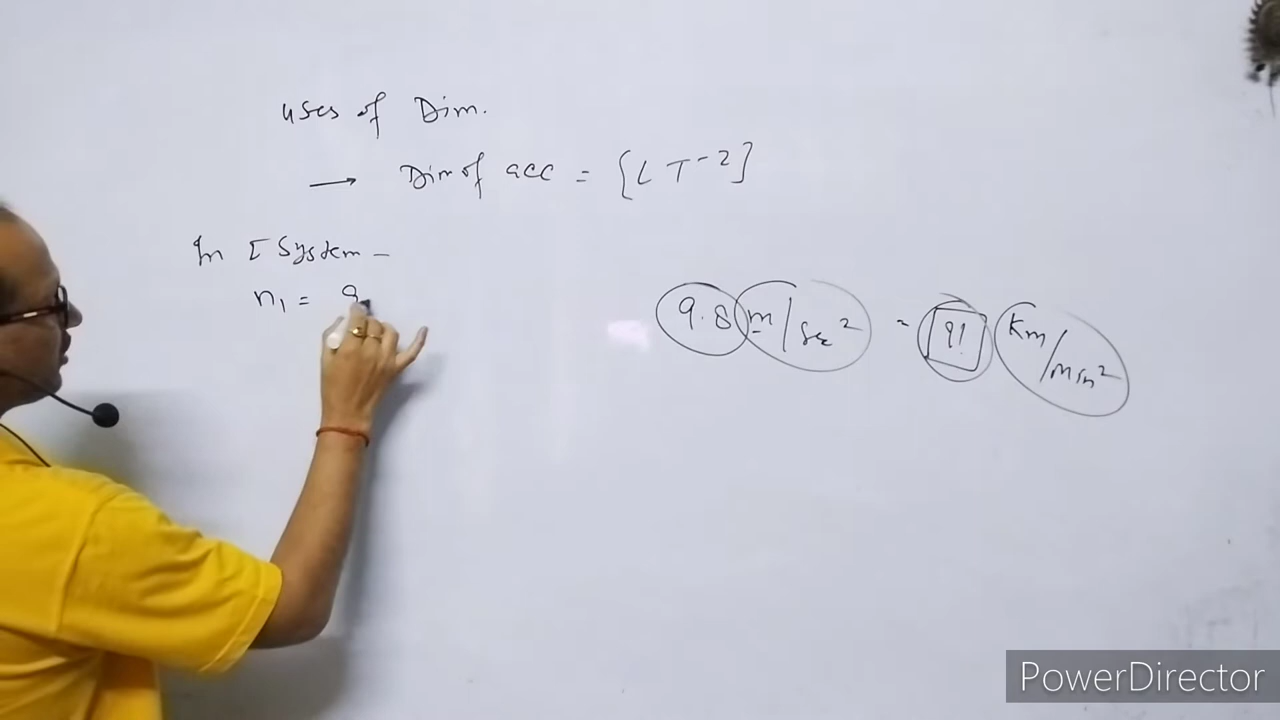 uses of Dim.
→ Dim of acc = [L T⁻²]
In I System –
n₁ = 9
9.8 m/sec² = ?! Km/min²
PowerDirector